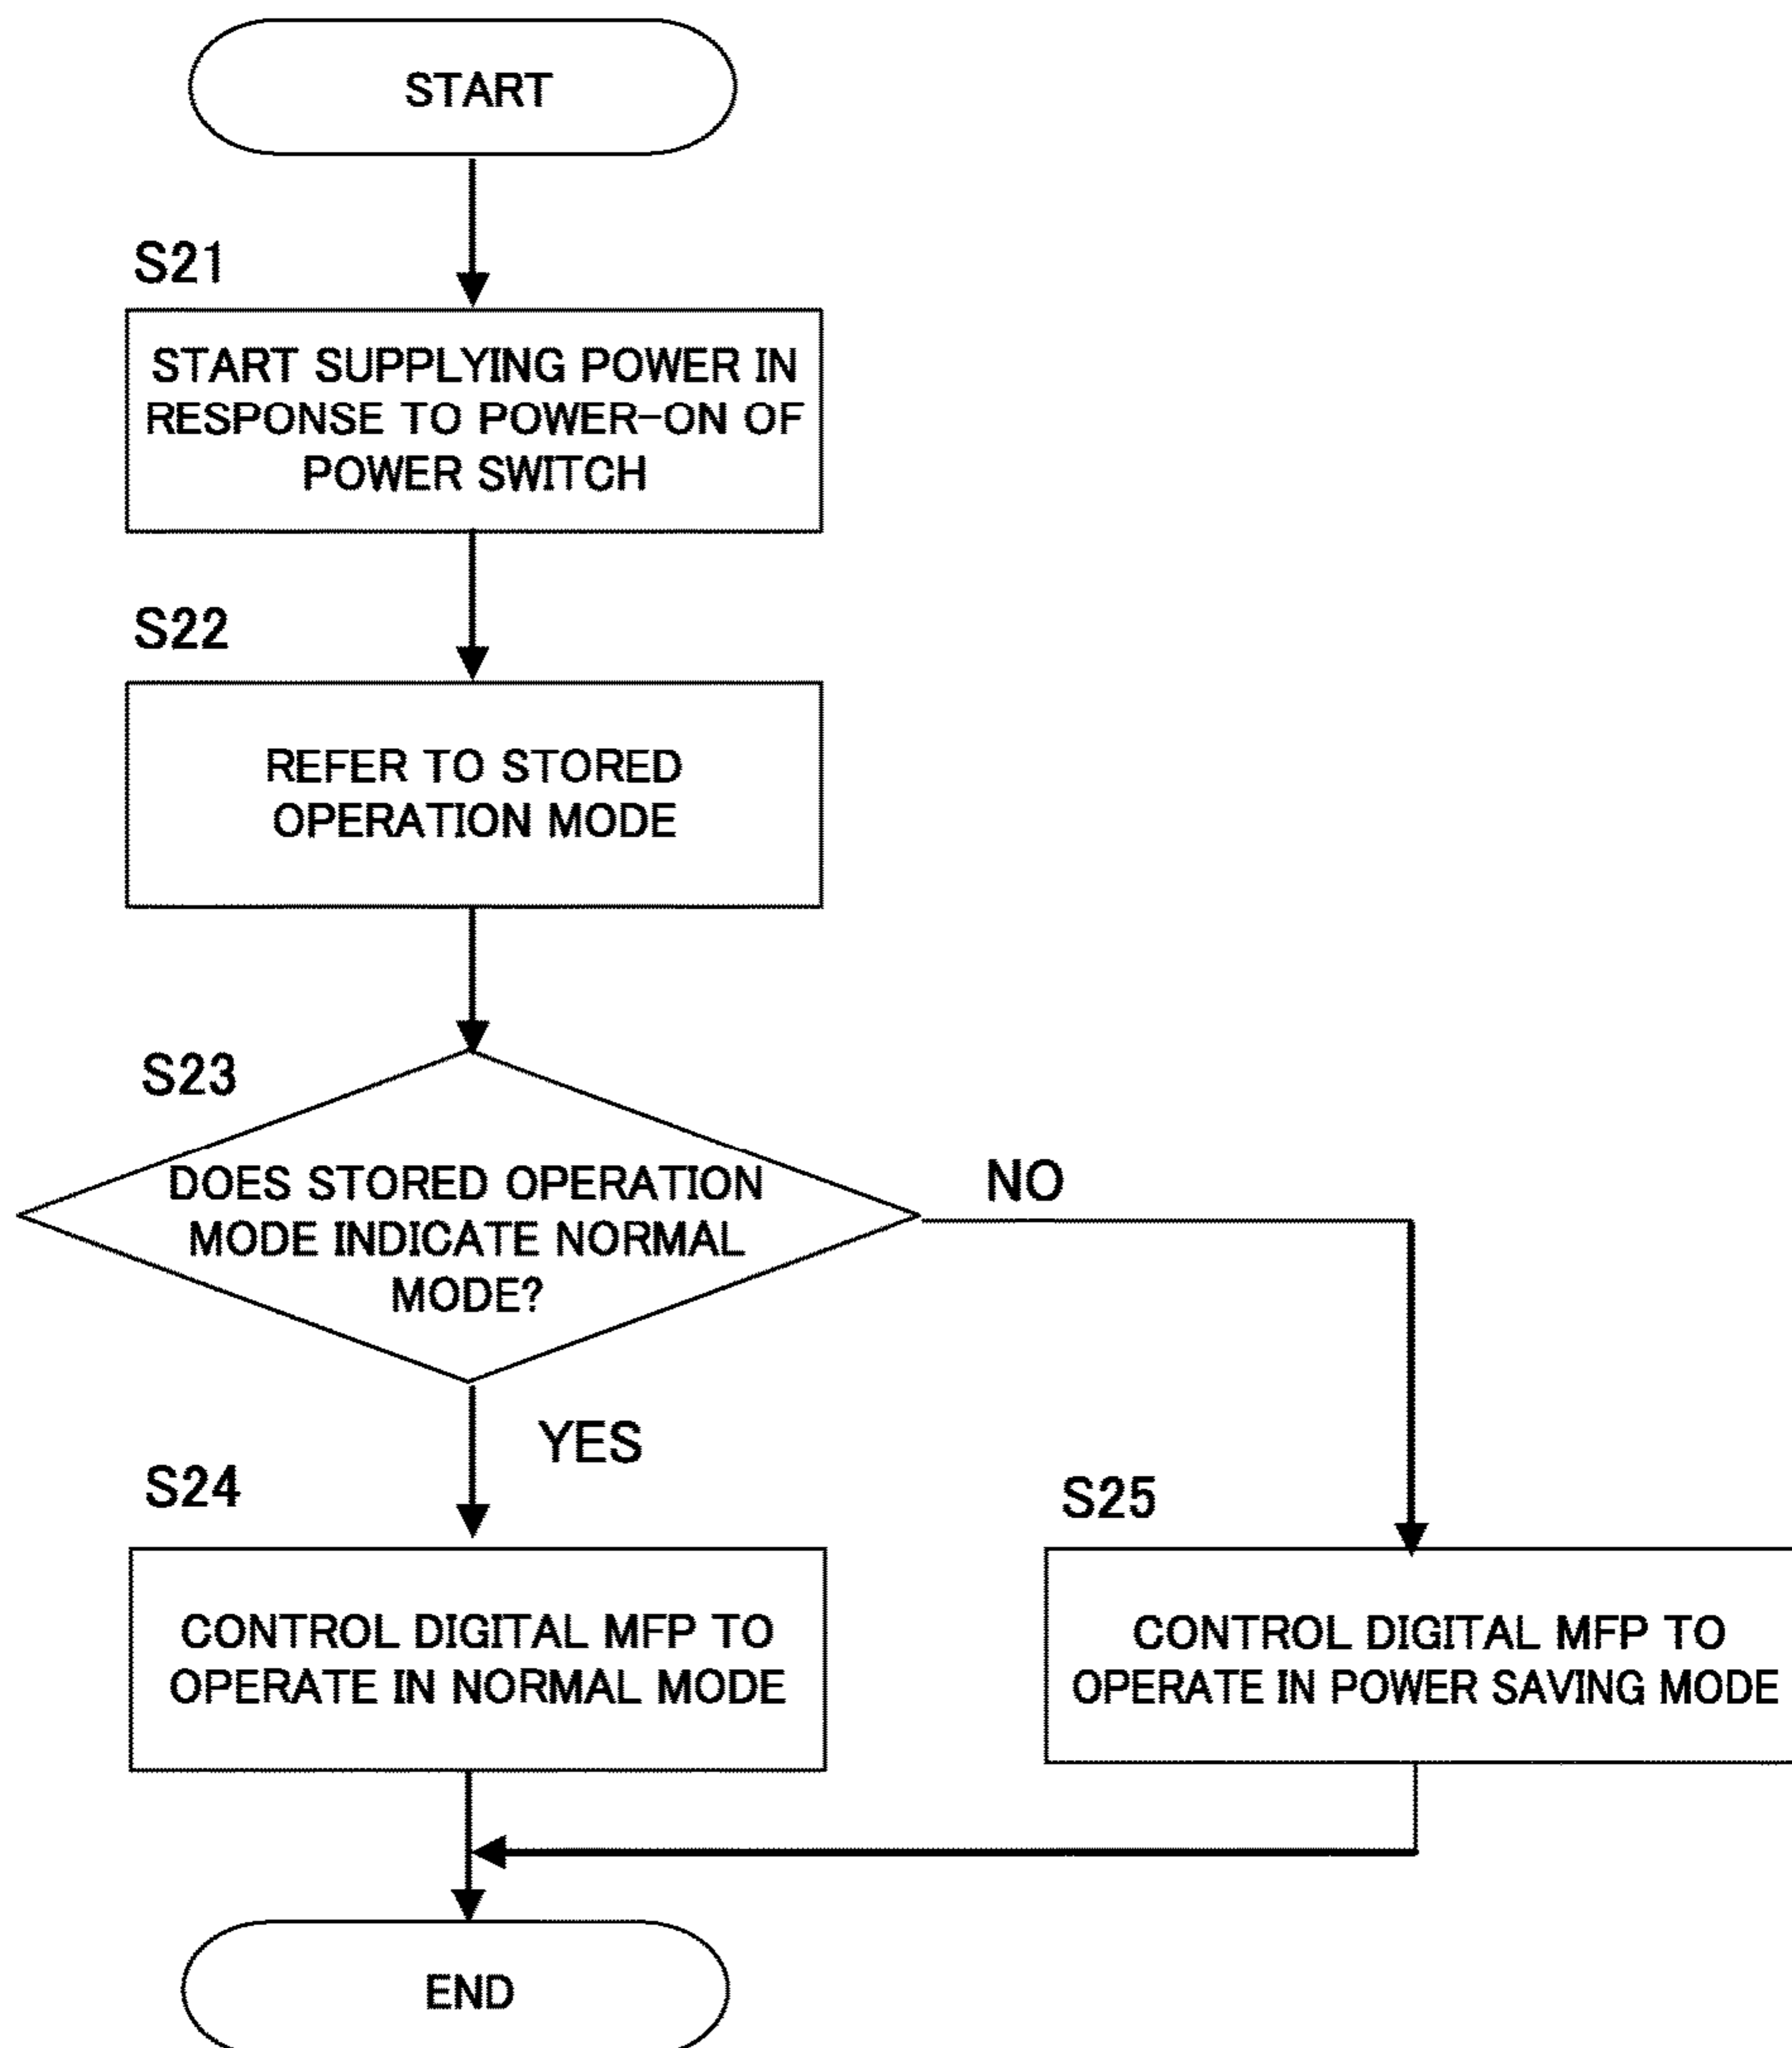 START
S21
START SUPPLYING POWER IN
RESPONSE TO POWER-ON OF
POWER SWITCH
S22
REFER TO STORED
OPERATION MODE
S23
DOES STORED OPERATION
MODE INDICATE NORMAL
MODE?
NO
YES
S24
CONTROL DIGITAL MFP TO
OPERATE IN NORMAL MODE
S25
CONTROL DIGITAL MFP TO
OPERATE IN POWER SAVING MODE
END